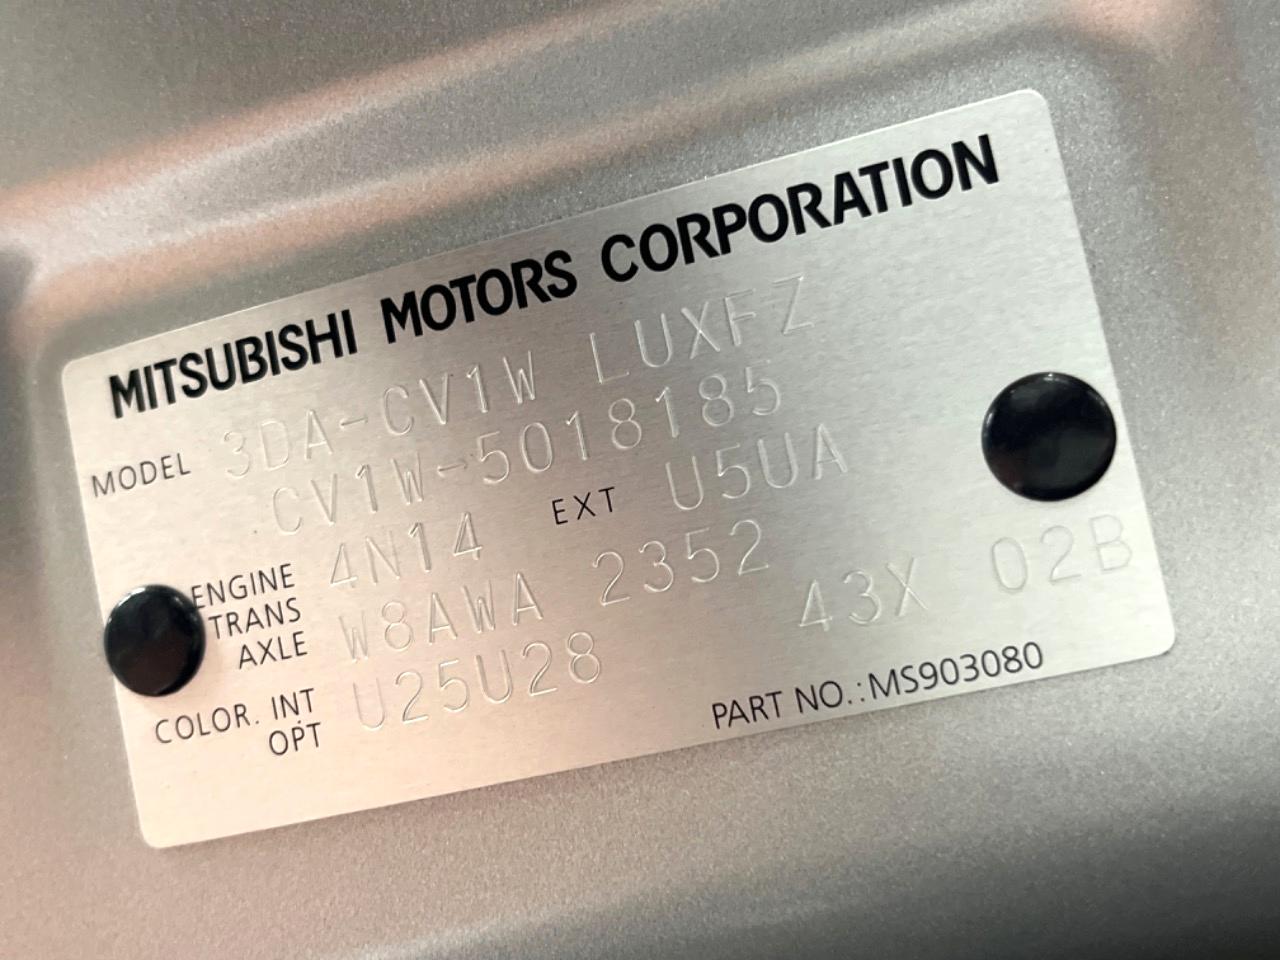 MITSUBISHI MOTORS CORPORATION
MODEL 3DA-CV1W LUXFZ
CV1W-5018185
ENGINE 4N14 EXT U5UA
TRANS
AXLE W8AWA 2352
COLOR. INT
OPT U25U28 43X 02B
PART NO.:MS903080